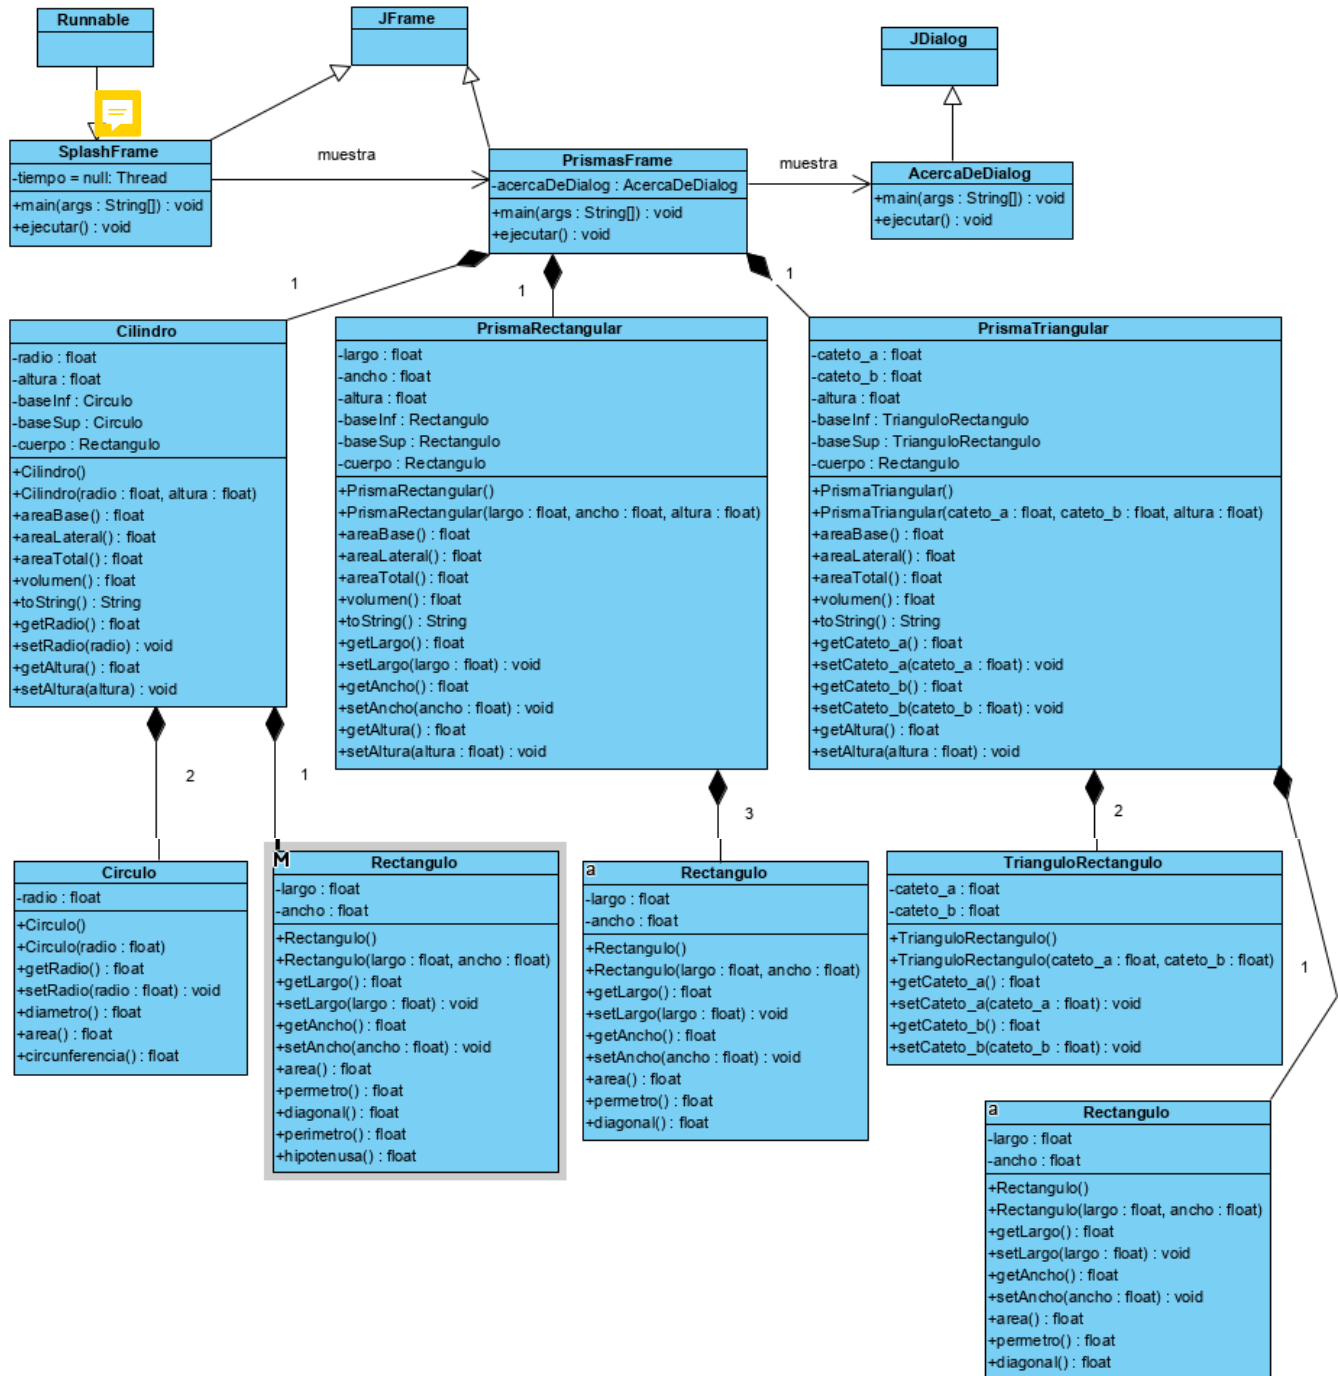 Runnable
JFrame
JDialog
SplashFrame
-tiempo = null: Thread
+main(args : String[]) : void
+ejecutar() : void
muestra
PrismasFrame
-acercaDeDialog : AcercaDeDialog
+main(args : String[]) : void
+ejecutar() : void
muestra
AcercaDeDialog
+main(args : String[]) : void
+ejecutar() : void
1
1
1
Cilindro
-radio : float
-altura : float
-baseInf : Circulo
-baseSup : Circulo
-cuerpo : Rectangulo
+Cilindro()
+Cilindro(radio : float, altura : float)
+areaBase() : float
+areaLateral() : float
+areaTotal() : float
+volumen() : float
+toString() : String
+getRadio() : float
+setRadio(radio) : void
+getAltura() : float
+setAltura(altura) : void
PrismaRectangular
-largo : float
-ancho : float
-altura : float
-baseInf : Rectangulo
-baseSup : Rectangulo
-cuerpo : Rectangulo
+PrismaRectangular()
+PrismaRectangular(largo : float, ancho : float, altura : float)
+areaBase() : float
+areaLateral() : float
+areaTotal() : float
+volumen() : float
+toString() : String
+getLargo() : float
+setLargo(largo : float) : void
+getAncho() : float
+setAncho(ancho : float) : void
+getAltura() : float
+setAltura(altura : float) : void
PrismaTriangular
-cateto_a : float
-cateto_b : float
-altura : float
-baseInf : TrianguloRectangulo
-baseSup : TrianguloRectangulo
-cuerpo : Rectangulo
+PrismaTriangular()
+PrismaTriangular(cateto_a : float, cateto_b : float, altura : float)
+areaBase() : float
+areaLateral() : float
+areaTotal() : float
+volumen() : float
+toString() : String
+getCateto_a() : float
+setCateto_a(cateto_a : float) : void
+getCateto_b() : float
+setCateto_b(cateto_b : float) : void
+getAltura() : float
+setAltura(altura : float) : void
2
1
3
2
1
Circulo
-radio : float
+Circulo()
+Circulo(radio : float)
+getRadio() : float
+setRadio(radio : float) : void
+diametro() : float
+area() : float
+circunferencia() : float
M
Rectangulo
-largo : float
-ancho : float
+Rectangulo()
+Rectangulo(largo : float, ancho : float)
+getLargo() : float
+setLargo(largo : float) : void
+getAncho() : float
+setAncho(ancho : float) : void
+area() : float
+permetro() : float
+diagonal() : float
+perimetro() : float
+hipotenusa() : float
a
Rectangulo
-largo : float
-ancho : float
+Rectangulo()
+Rectangulo(largo : float, ancho : float)
+getLargo() : float
+setLargo(largo : float) : void
+getAncho() : float
+setAncho(ancho : float) : void
+area() : float
+permetro() : float
+diagonal() : float
TrianguloRectangulo
-cateto_a : float
-cateto_b : float
+TrianguloRectangulo()
+TrianguloRectangulo(cateto_a : float, cateto_b : float)
+getCateto_a() : float
+setCateto_a(cateto_a : float) : void
+getCateto_b() : float
+setCateto_b(cateto_b : float) : void
a
Rectangulo
-largo : float
-ancho : float
+Rectangulo()
+Rectangulo(largo : float, ancho : float)
+getLargo() : float
+setLargo(largo : float) : void
+getAncho() : float
+setAncho(ancho : float) : void
+area() : float
+permetro() : float
+diagonal() : float